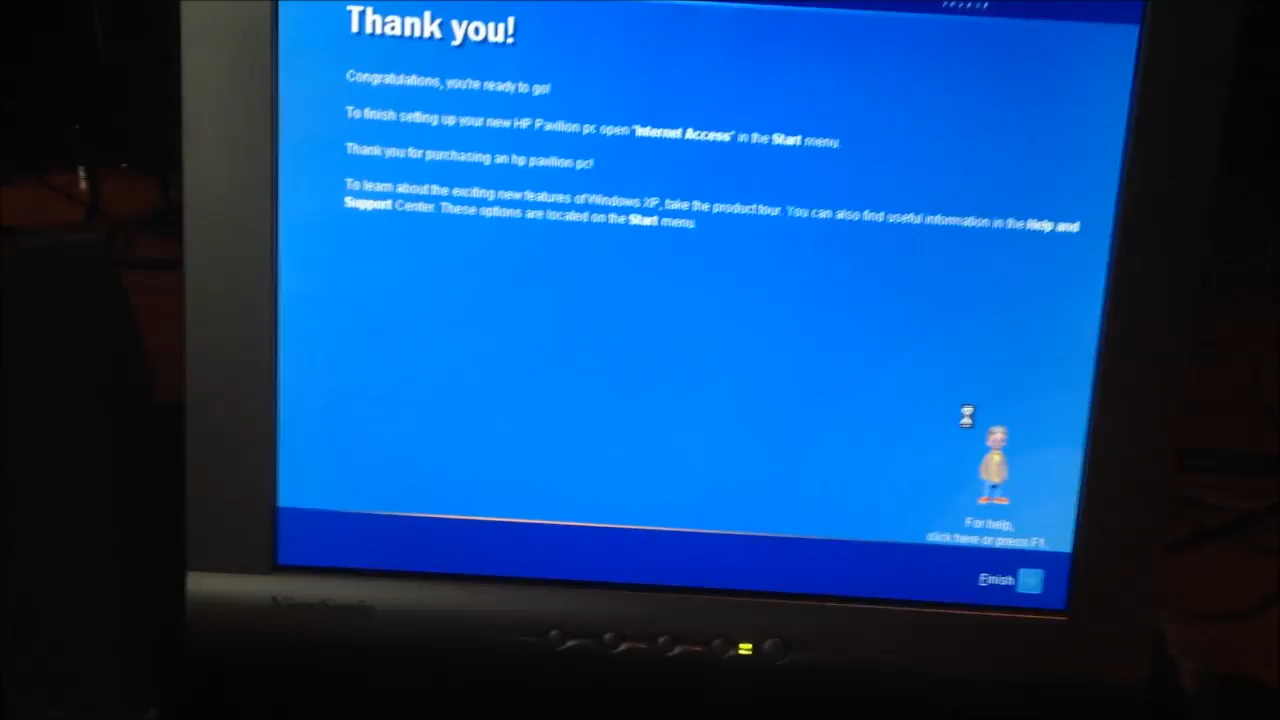 Thank you!
Congratulations, you're ready to go!
To finish setting up your new HP Pavilion pc open "Internet Access" in the Start menu.
Thank you for purchasing an hp pavilion pc!
To learn about the exciting new features of Windows XP, take the product tour. You can also find useful information in the Help and
Support Center. These options are located on the Start menu.
For help,
click here or press F1.
Finish
ViewSonic